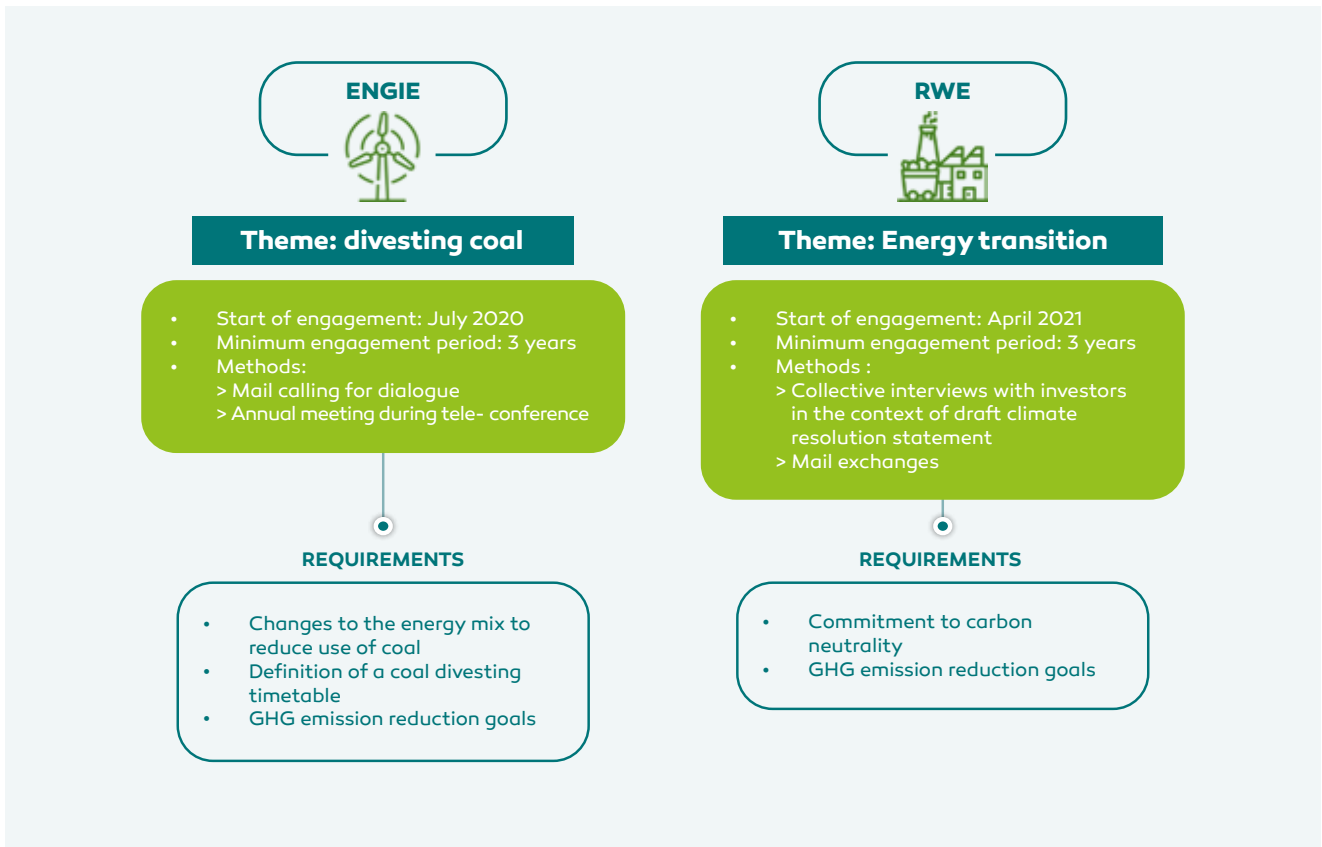 ENGIE
Theme: divesting coal
• Start of engagement: July 2020
• Minimum engagement period: 3 years
• Methods:
> Mail calling for dialogue
> Annual meeting during tele- conference
REQUIREMENTS
• Changes to the energy mix to
reduce use of coal
• Definition of a coal divesting
timetable
• GHG emission reduction goals
RWE
Theme: Energy transition
• Start of engagement: April 2021
• Minimum engagement period: 3 years
• Methods :
> Collective interviews with investors
in the context of draft climate
resolution statement
> Mail exchanges
REQUIREMENTS
• Commitment to carbon
neutrality
• GHG emission reduction goals